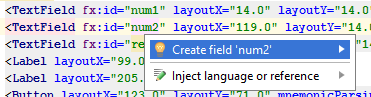 <TextField fx:id="num1" layoutX="14.0" layoutY="14.0"
<TextField fx:id="num2" layoutX="119.0" layoutY="14.0
<TextField fx:id="re
Create field 'num2'
<Label layoutX="99.0
Inject language or reference
<Label layoutX="205.
<Button layoutX="123.0" layoutY="71.0" mnemonicParsin